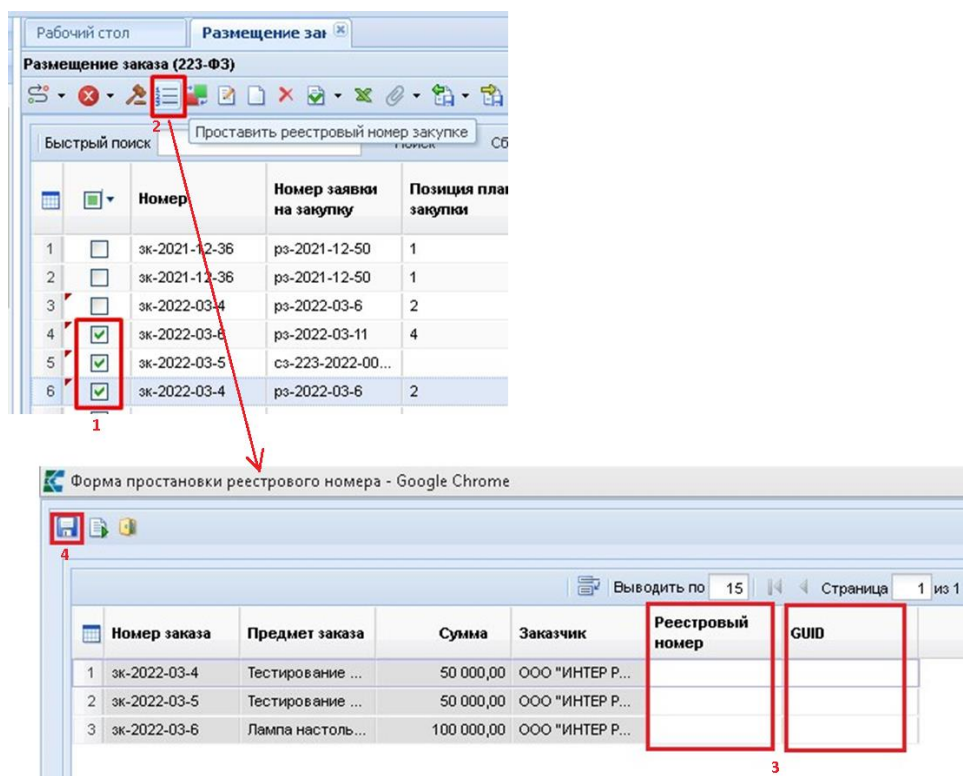 Рабочий стол Размещение зак
Размещение заказа (223-ФЗ)
2
Проставить реестровый номер закупке
Быстрый поиск Сб
Номер Номер заявки на закупку Позиция пла закупки
1 зк-2021-12-36 рз-2021-12-50 1
2 зк-2021-12-36 рз-2021-12-50 1
3 зк-2022-03-4 рз-2022-03-6 2
4 зк-2022-03-6 рз-2022-03-11 4
5 зк-2022-03-5 сз-223-2022-00...
6 зк-2022-03-4 рз-2022-03-6 2
1
Форма простановки реестрового номера - Google Chrome
4
Выводить по 15 Страница 1 из 1
Номер заказа Предмет заказа Сумма Заказчик Реестровый номер GUID
1 зк-2022-03-4 Тестирование ... 50 000,00 ООО "ИНТЕР Р...
2 зк-2022-03-5 Тестирование ... 50 000,00 ООО "ИНТЕР Р...
3 зк-2022-03-6 Лампа настоль... 100 000,00 ООО "ИНТЕР Р...
3